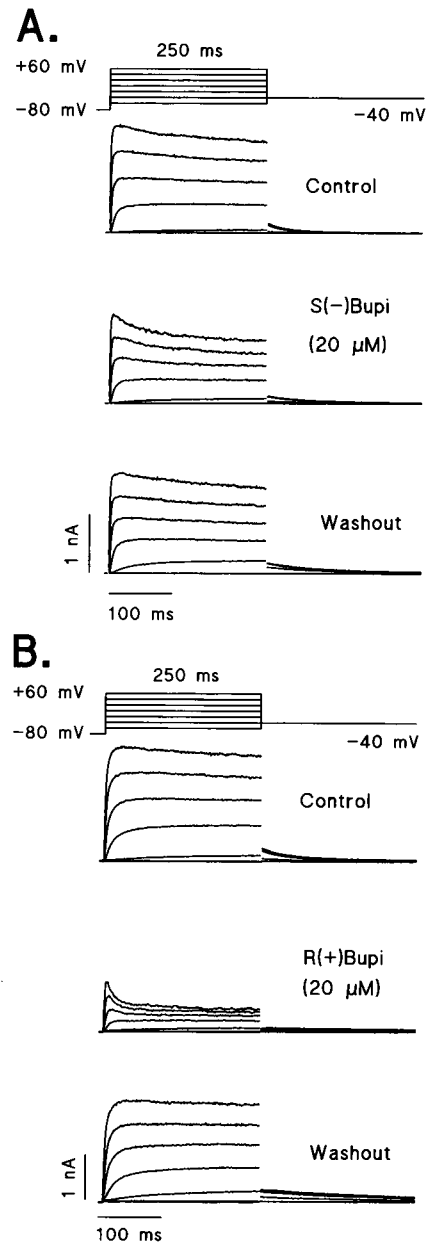 A.
250 ms
+60 mV
-80 mV
-40 mV
Control
S(-)Bupi
(20 µM)
Washout
1 nA
100 ms
B.
250 ms
+60 mV
-80 mV
-40 mV
Control
R(+)Bupi
(20 µM)
Washout
1 nA
100 ms